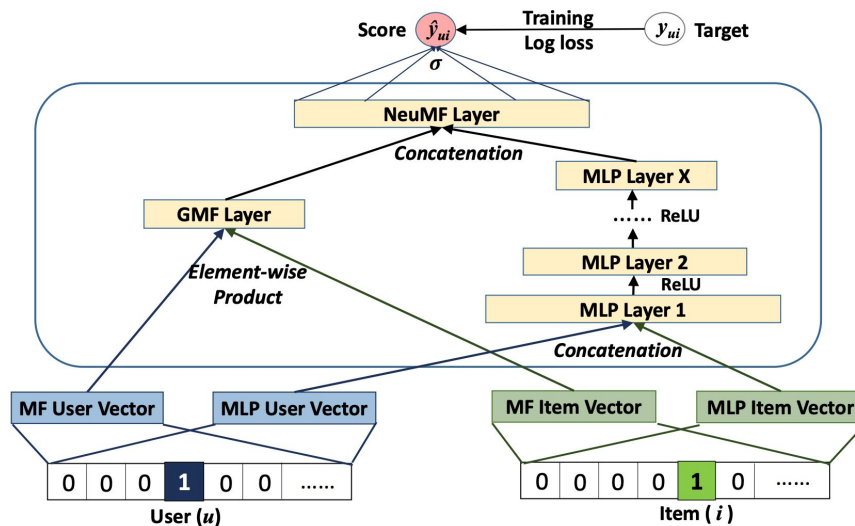 Score ŷui Training yui Target
Log loss
σ
NeuMF Layer
Concatenation
MLP Layer X
GMF Layer
...... ReLU
Element-wise
Product
MLP Layer 2
ReLU
MLP Layer 1
Concatenation
MF User Vector MLP User Vector MF Item Vector MLP Item Vector
0 0 0 1 0 0 ...... 0 0 0 0 1 0 ......
User (u) Item ( i )